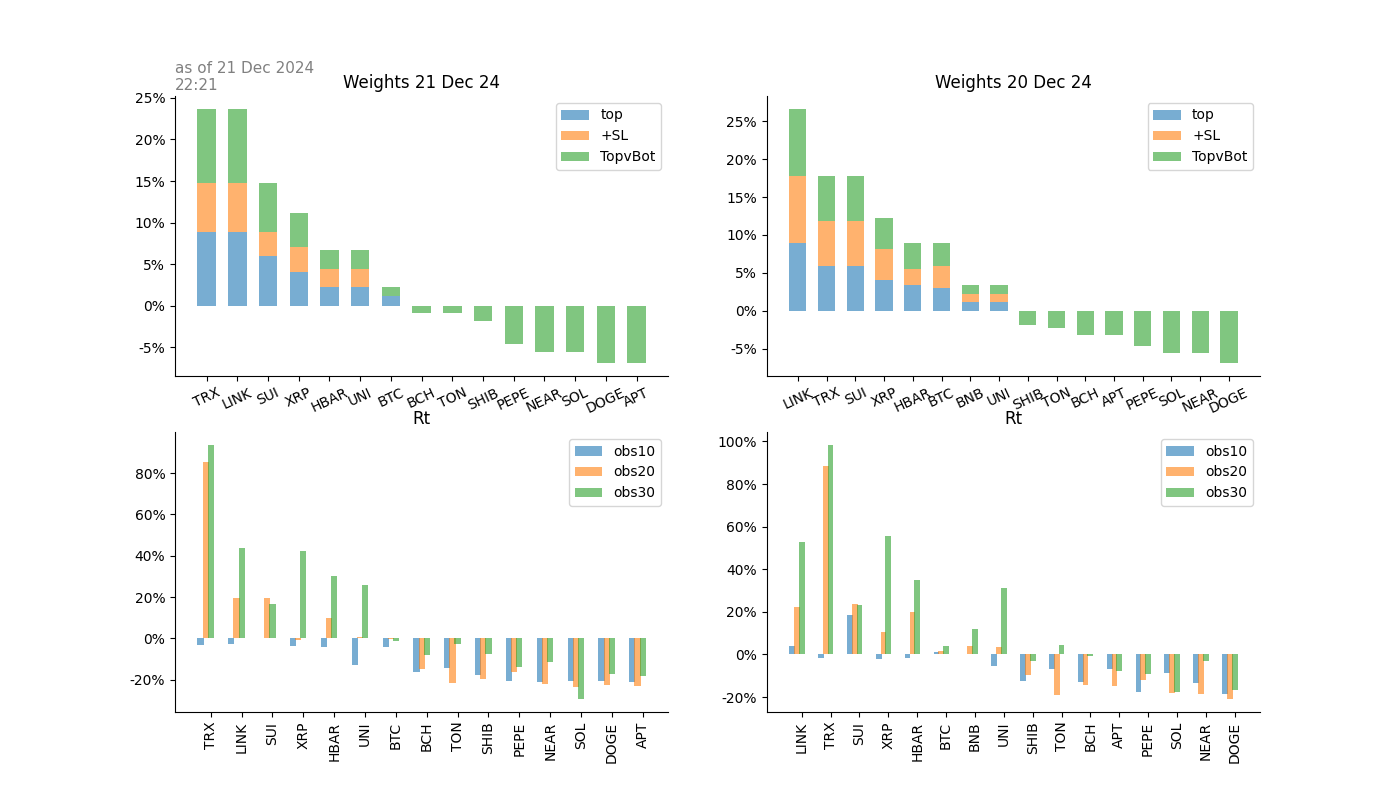 as of 21 Dec 2024
22:21
Weights 21 Dec 24
25%
20%
15%
10%
5%
0%
-5%
top
+SL
TopvBot
TRX LINK SUI XRP HBAR UNI BTC BCH TON SHIB PEPE NEAR SOL DOGE APT
Weights 20 Dec 24
25%
20%
15%
10%
5%
0%
-5%
top
+SL
TopvBot
LINK TRX SUI XRP HBAR BTC BNB UNI SHIB TON BCH APT PEPE SOL NEAR DOGE
Rt
80%
60%
40%
20%
0%
-20%
obs10
obs20
obs30
TRX LINK SUI XRP HBAR UNI BTC BCH TON SHIB PEPE NEAR SOL DOGE APT
Rt
100%
80%
60%
40%
20%
0%
-20%
obs10
obs20
obs30
LINK TRX SUI XRP HBAR BTC BNB UNI SHIB TON BCH APT PEPE SOL NEAR DOGE